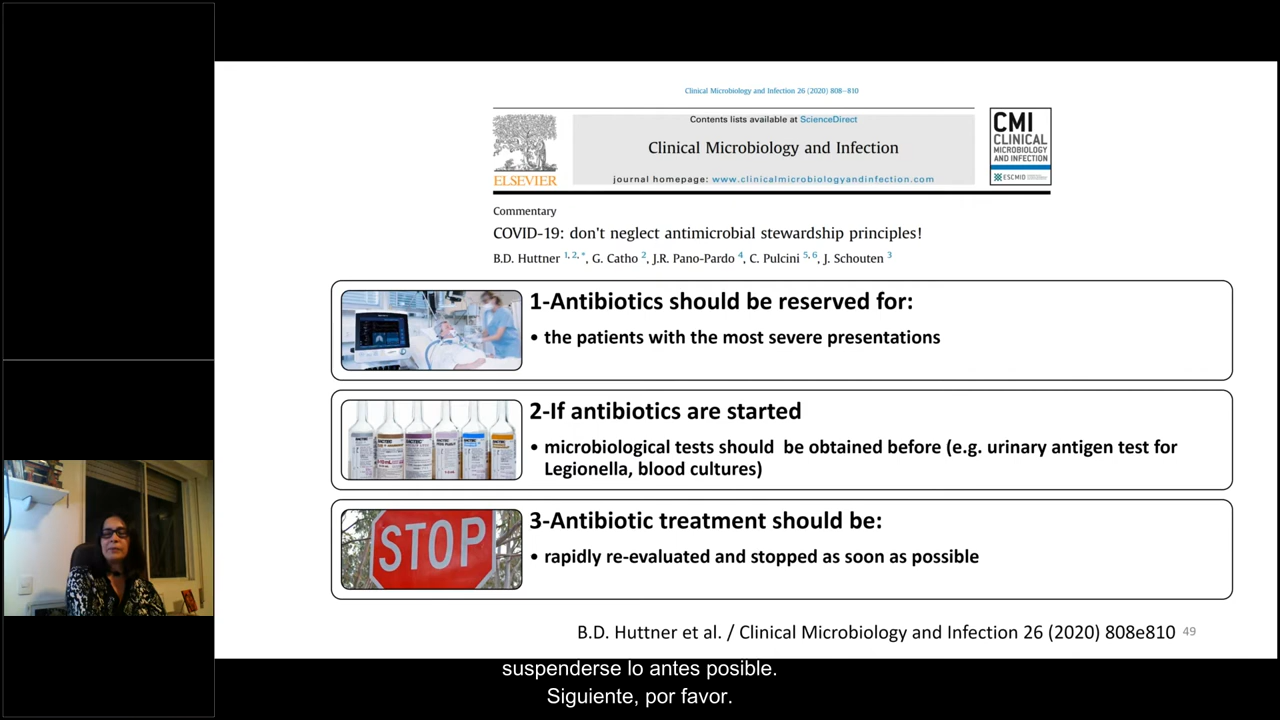 Clinical Microbiology and Infection 26 (2020) 808–810
Contents lists available at ScienceDirect
Clinical Microbiology and Infection
journal homepage: www.clinicalmicrobiologyandinfection.com
ELSEVIER
CMI
CLINICAL
MICROBIOLOGY
AND INFECTION
ESCMID
Commentary
COVID-19: don't neglect antimicrobial stewardship principles!
B.D. Huttner 1, 2, *, G. Catho 2, J.R. Pano-Pardo 4, C. Pulcini 5, 6, J. Schouten 3
1-Antibiotics should be reserved for:
• the patients with the most severe presentations
2-If antibiotics are started
• microbiological tests should be obtained before (e.g. urinary antigen test for
Legionella, blood cultures)
3-Antibiotic treatment should be:
• rapidly re-evaluated and stopped as soon as possible
STOP
B.D. Huttner et al. / Clinical Microbiology and Infection 26 (2020) 808e810 49
suspenderse lo antes posible.
Siguiente, por favor.